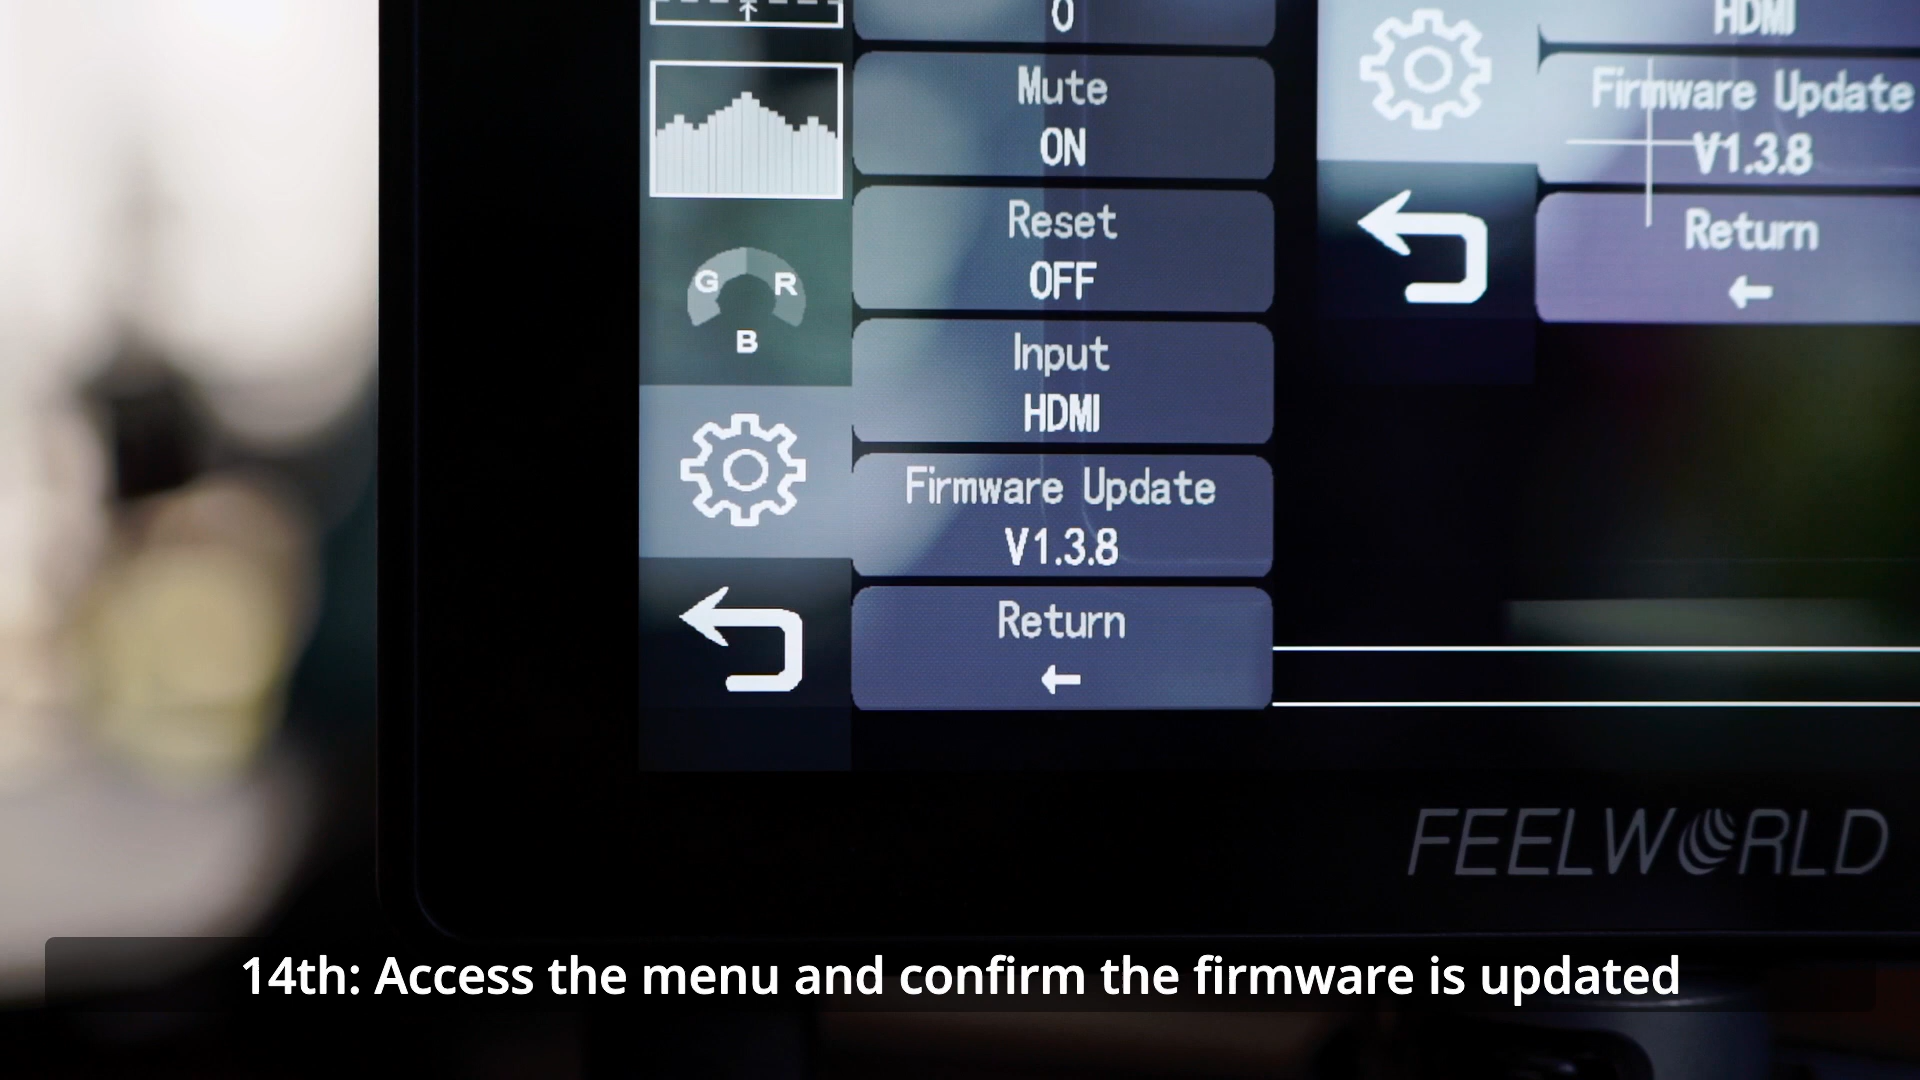 0
Mute
ON
Reset
OFF
Input
HDMI
Firmware Update
V1.3.8
Return
G R
B
HDMI
Firmware Update
V1.3.8
Return
FEELWORLD
14th: Access the menu and confirm the firmware is updated